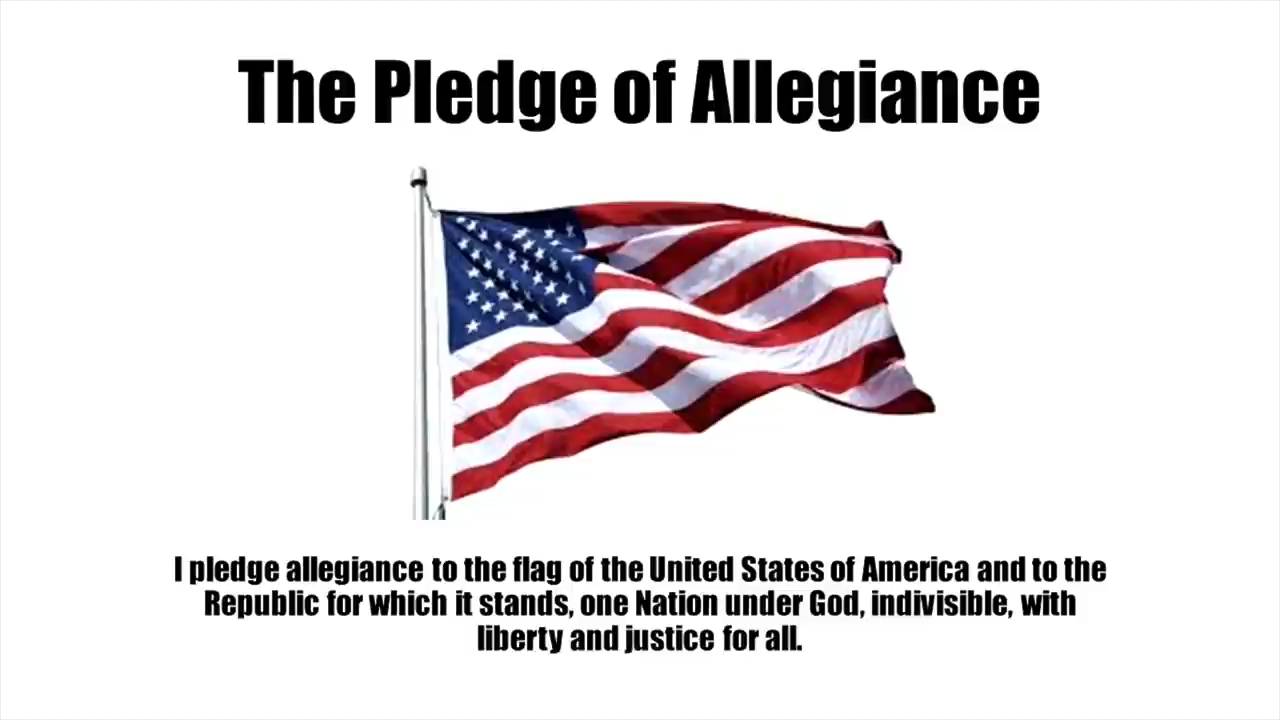 The Pledge of Allegiance
I pledge allegiance to the flag of the United States of America and to the
Republic for which it stands, one Nation under God, indivisible, with
liberty and justice for all.